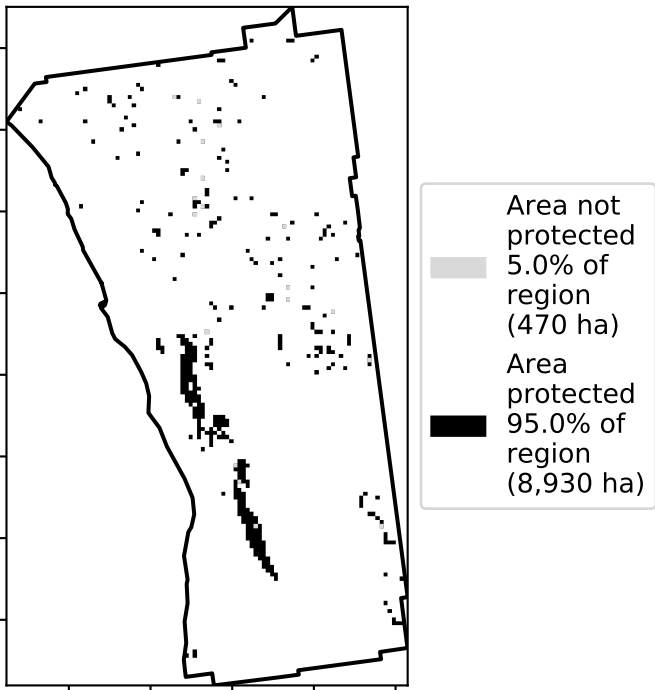 Area not
protected
5.0% of
region
(470 ha)
Area
protected
95.0% of
region
(8,930 ha)